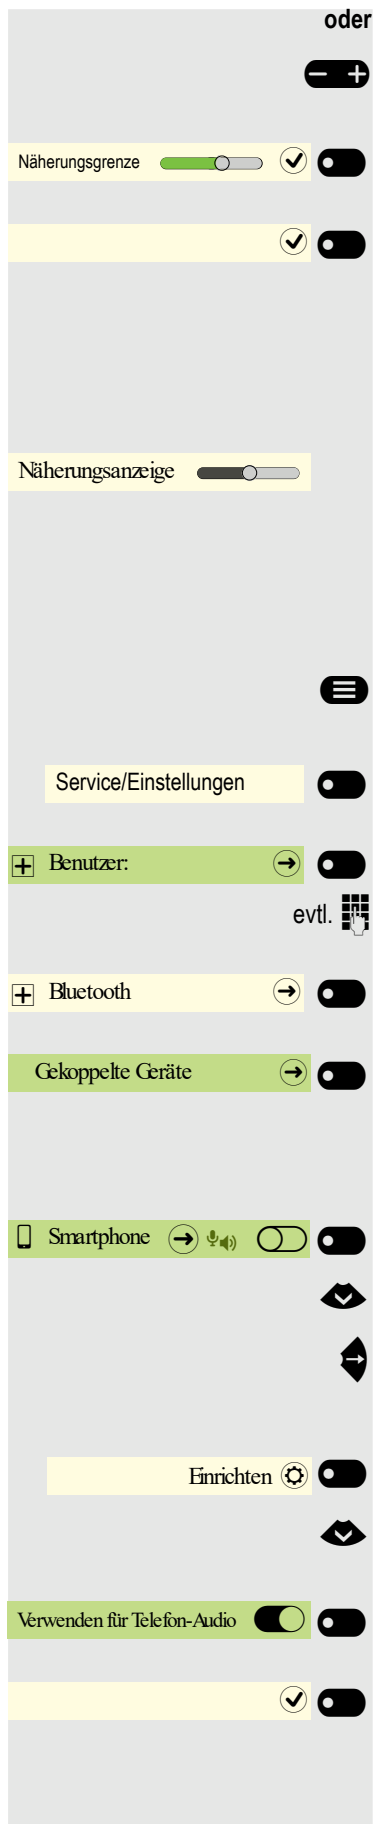 oder
Näherungsgrenze
Näherungsanzeige
Service/Einstellungen
Benutzer:
evtl.
Bluetooth
Gekoppelte Geräte
Smartphone
Einrichten
Verwenden für Telefon-Audio